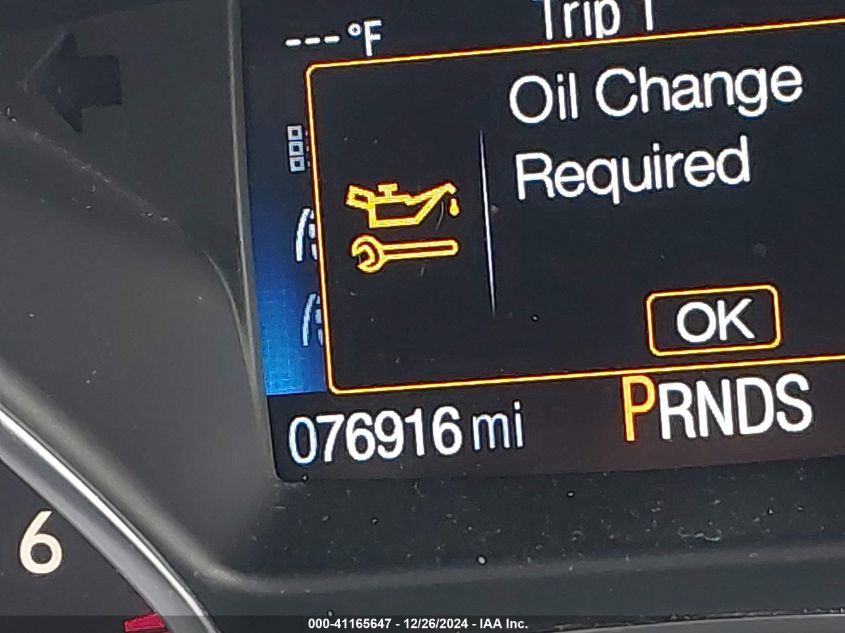 ---°F
Trip 1
Oil Change
Required
OK
076916 mi
PRNDS
6
000-41165647 - 12/26/2024 - IAA Inc.